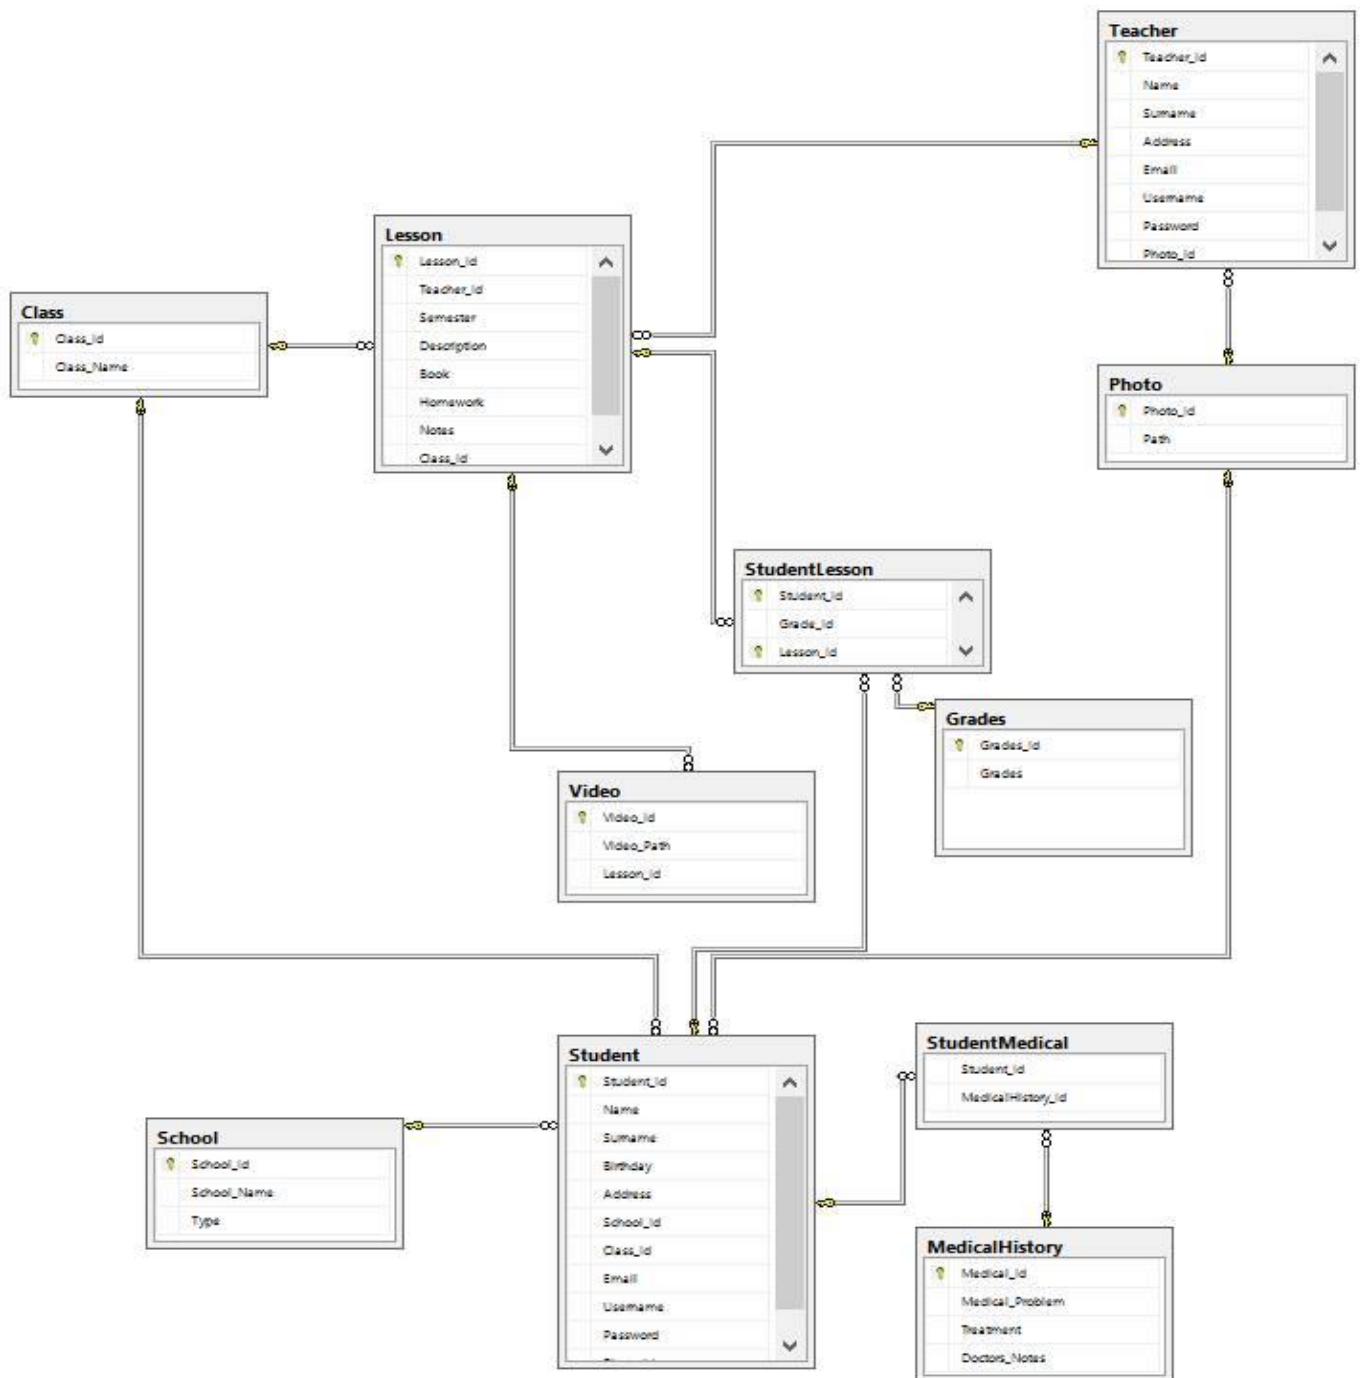 Teacher
Teacher_Id
Name
Surname
Address
Email
Username
Password
Photo_Id
Lesson
Lesson_Id
Teacher_Id
Semester
Description
Book
Homework
Notes
Class_Id
Class
Class_Id
Class_Name
Photo
Photo_Id
Path
StudentLesson
Student_Id
Grade_Id
Lesson_Id
Grades
Grades_Id
Grades
Video
Video_Id
Video_Path
Lesson_Id
Student
Student_Id
Name
Surname
Birthday
Address
School_Id
Class_Id
Email
Username
Password
School
School_Id
School_Name
Type
StudentMedical
Student_Id
MedicalHistory_Id
MedicalHistory
Medical_Id
Medical_Problem
Treatment
Doctors_Notes